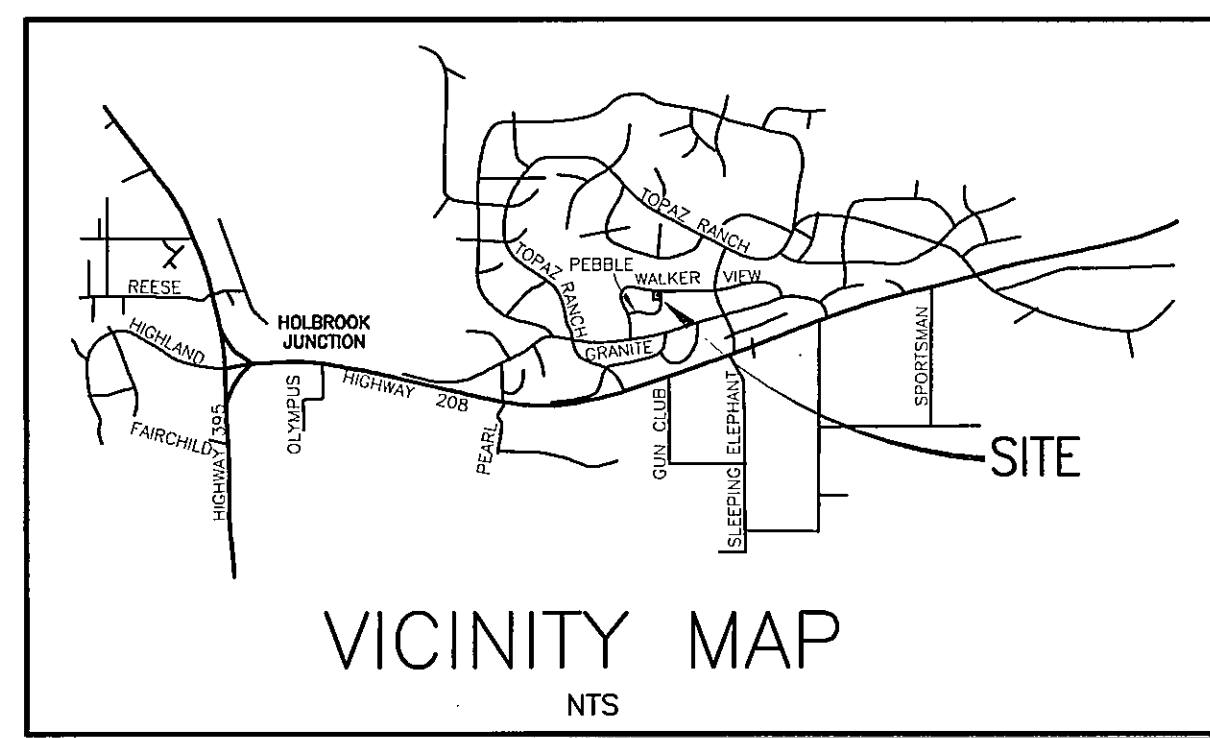 TOPAZ RANCH
TOPAZ RANCH
PEBBLE
WALKER VIEW
REESE
HOLBROOK
JUNCTION
HIGHLAND
GRANITE
HIGHWAY 208
OLYMPUS
FAIRCHILD
HIGHWAY 395
PEARL
GUN CLUB
SLEEPING ELEPHANT
SPORTSMAN
SITE
VICINITY MAP
NTS